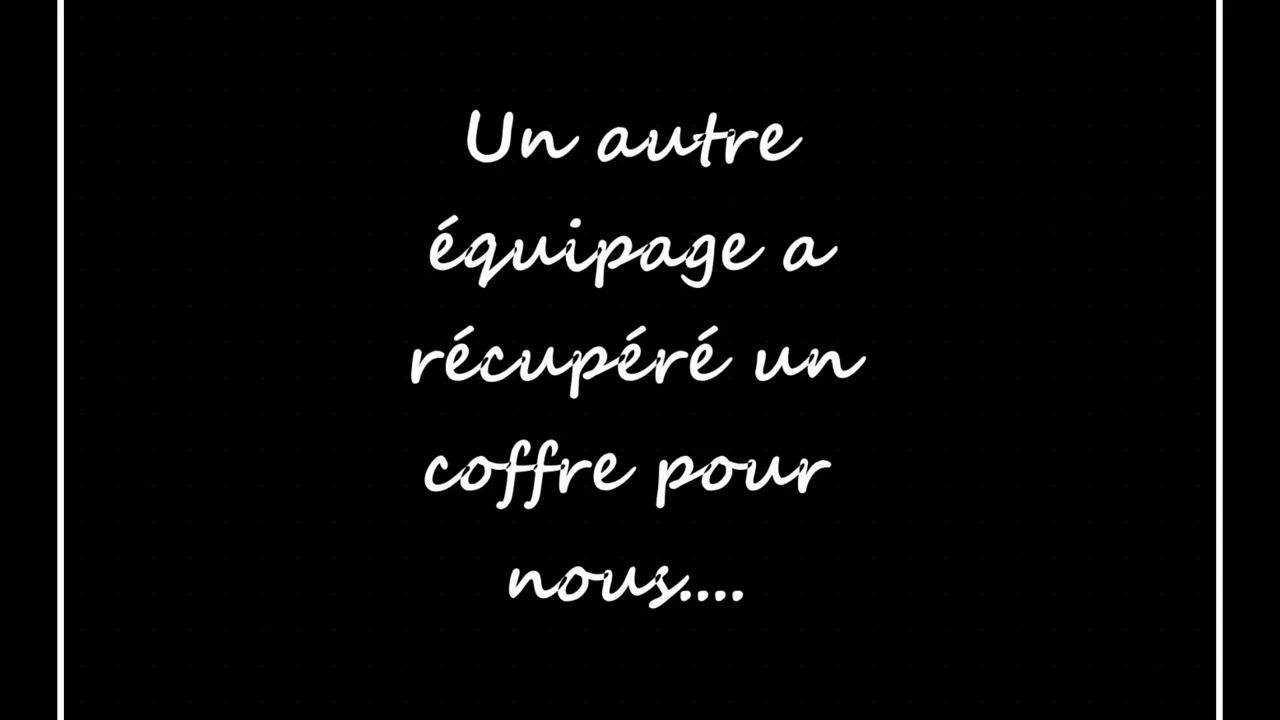 Un autre
équipage a
récupéré un
coffre pour
nous....